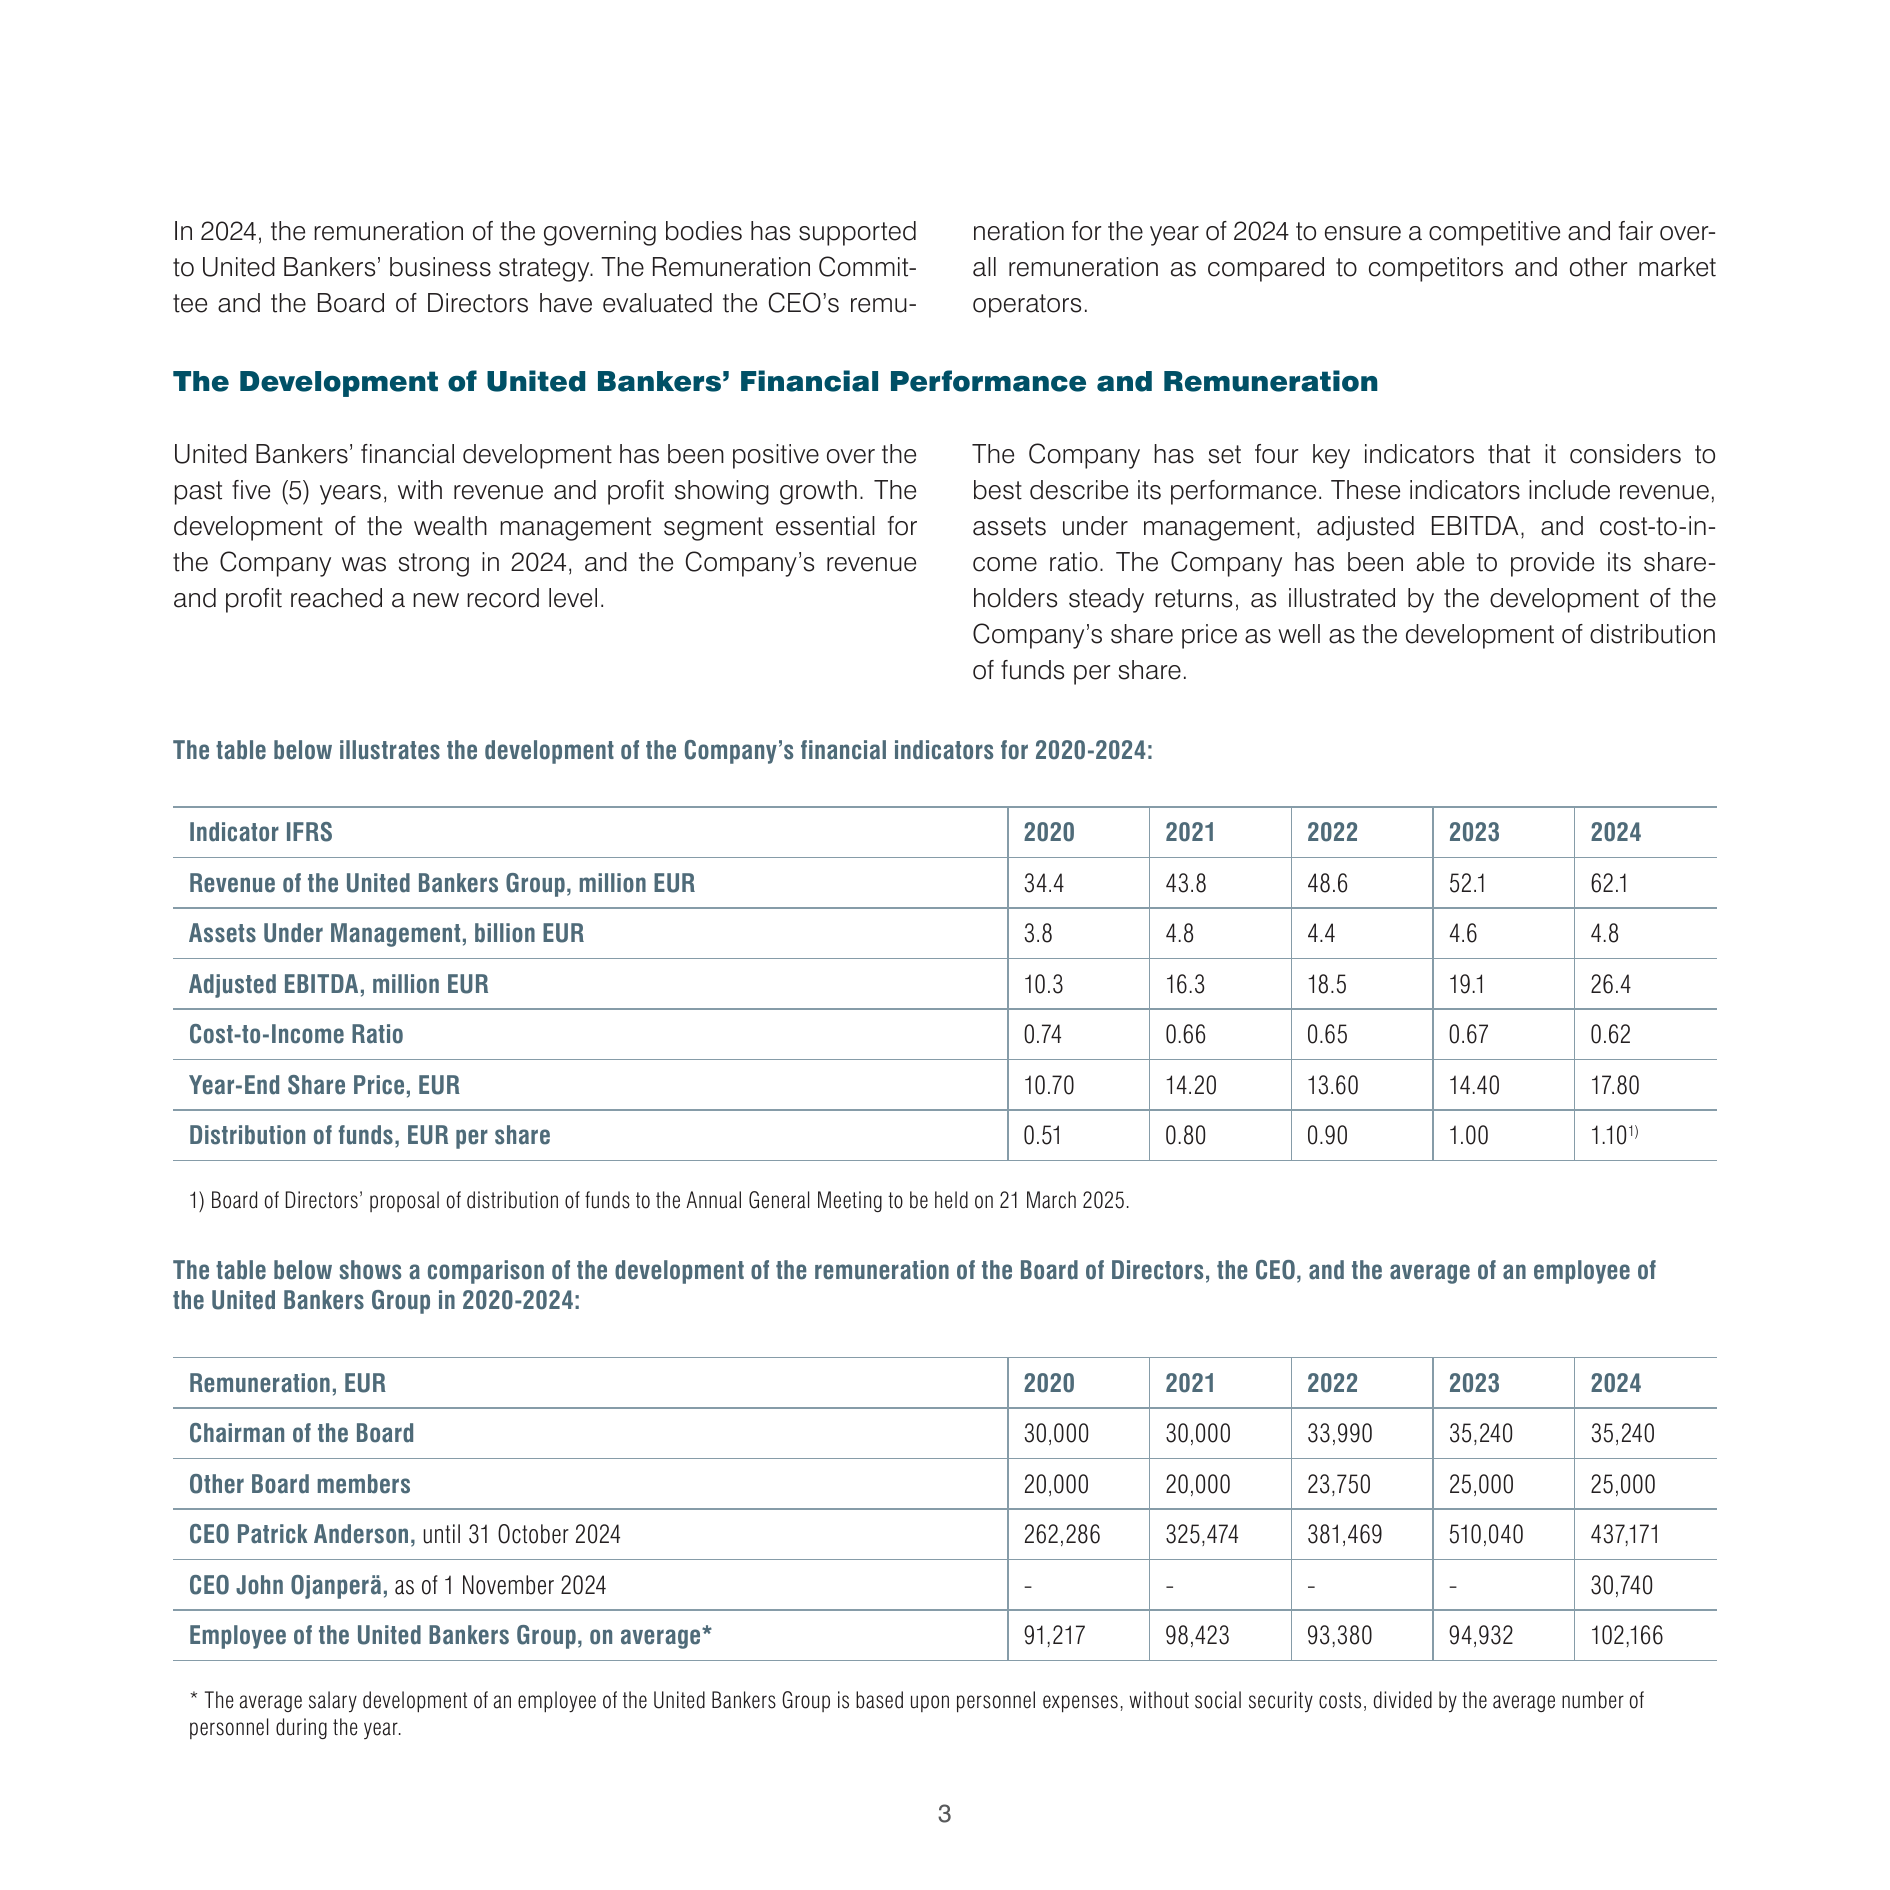 In 2024, the remuneration of the governing bodies has supported
to United Bankers’ business strategy. The Remuneration Commit-
tee and the Board of Directors have evaluated the CEO’s remu-
neration for the year of 2024 to ensure a competitive and fair over-
all remuneration as compared to competitors and other market
operators.
The Development of United Bankers’ Financial Performance and Remuneration
United Bankers’ financial development has been positive over the
past five (5) years, with revenue and profit showing growth. The
development of the wealth management segment essential for
the Company was strong in 2024, and the Company’s revenue
and profit reached a new record level.
The Company has set four key indicators that it considers to
best describe its performance. These indicators include revenue,
assets under management, adjusted EBITDA, and cost-to-in-
come ratio. The Company has been able to provide its share-
holders steady returns, as illustrated by the development of the
Company’s share price as well as the development of distribution
of funds per share.
The table below illustrates the development of the Company’s financial indicators for 2020-2024:
Indicator IFRS 2020 2021 2022 2023 2024
Revenue of the United Bankers Group, million EUR 34.4 43.8 48.6 52.1 62.1
Assets Under Management, billion EUR 3.8 4.8 4.4 4.6 4.8
Adjusted EBITDA, million EUR 10.3 16.3 18.5 19.1 26.4
Cost-to-Income Ratio 0.74 0.66 0.65 0.67 0.62
Year-End Share Price, EUR 10.70 14.20 13.60 14.40 17.80
Distribution of funds, EUR per share 0.51 0.80 0.90 1.00 1.10 1)
1) Board of Directors’ proposal of distribution of funds to the Annual General Meeting to be held on 21 March 2025.
The table below shows a comparison of the development of the remuneration of the Board of Directors, the CEO, and the average of an employee of
the United Bankers Group in 2020-2024:
Remuneration, EUR 2020 2021 2022 2023 2024
Chairman of the Board 30,000 30,000 33,990 35,240 35,240
Other Board members 20,000 20,000 23,750 25,000 25,000
CEO Patrick Anderson, until 31 October 2024 262,286 325,474 381,469 510,040 437,171
CEO John Ojanperä, as of 1 November 2024 - - - - 30,740
Employee of the United Bankers Group, on average* 91,217 98,423 93,380 94,932 102,166
* The average salary development of an employee of the United Bankers Group is based upon personnel expenses, without social security costs, divided by the average number of
personnel during the year.
3